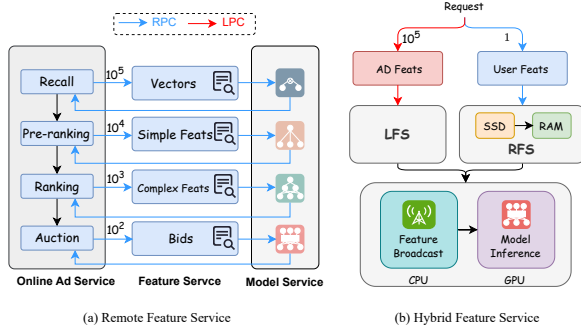 RPC LPC
Recall
10^5
Vectors
Pre-ranking
10^4
Simple Feats
Ranking
10^3
Complex Feats
Auction
10^2
Bids
Online Ad Service
Feature Servce
Model Service
(a) Remote Feature Service
Request
10^5
1
AD Feats
User Feats
LFS
SSD
RAM
RFS
Feature
Broadcast
Model
Inference
CPU
GPU
(b) Hybrid Feature Service